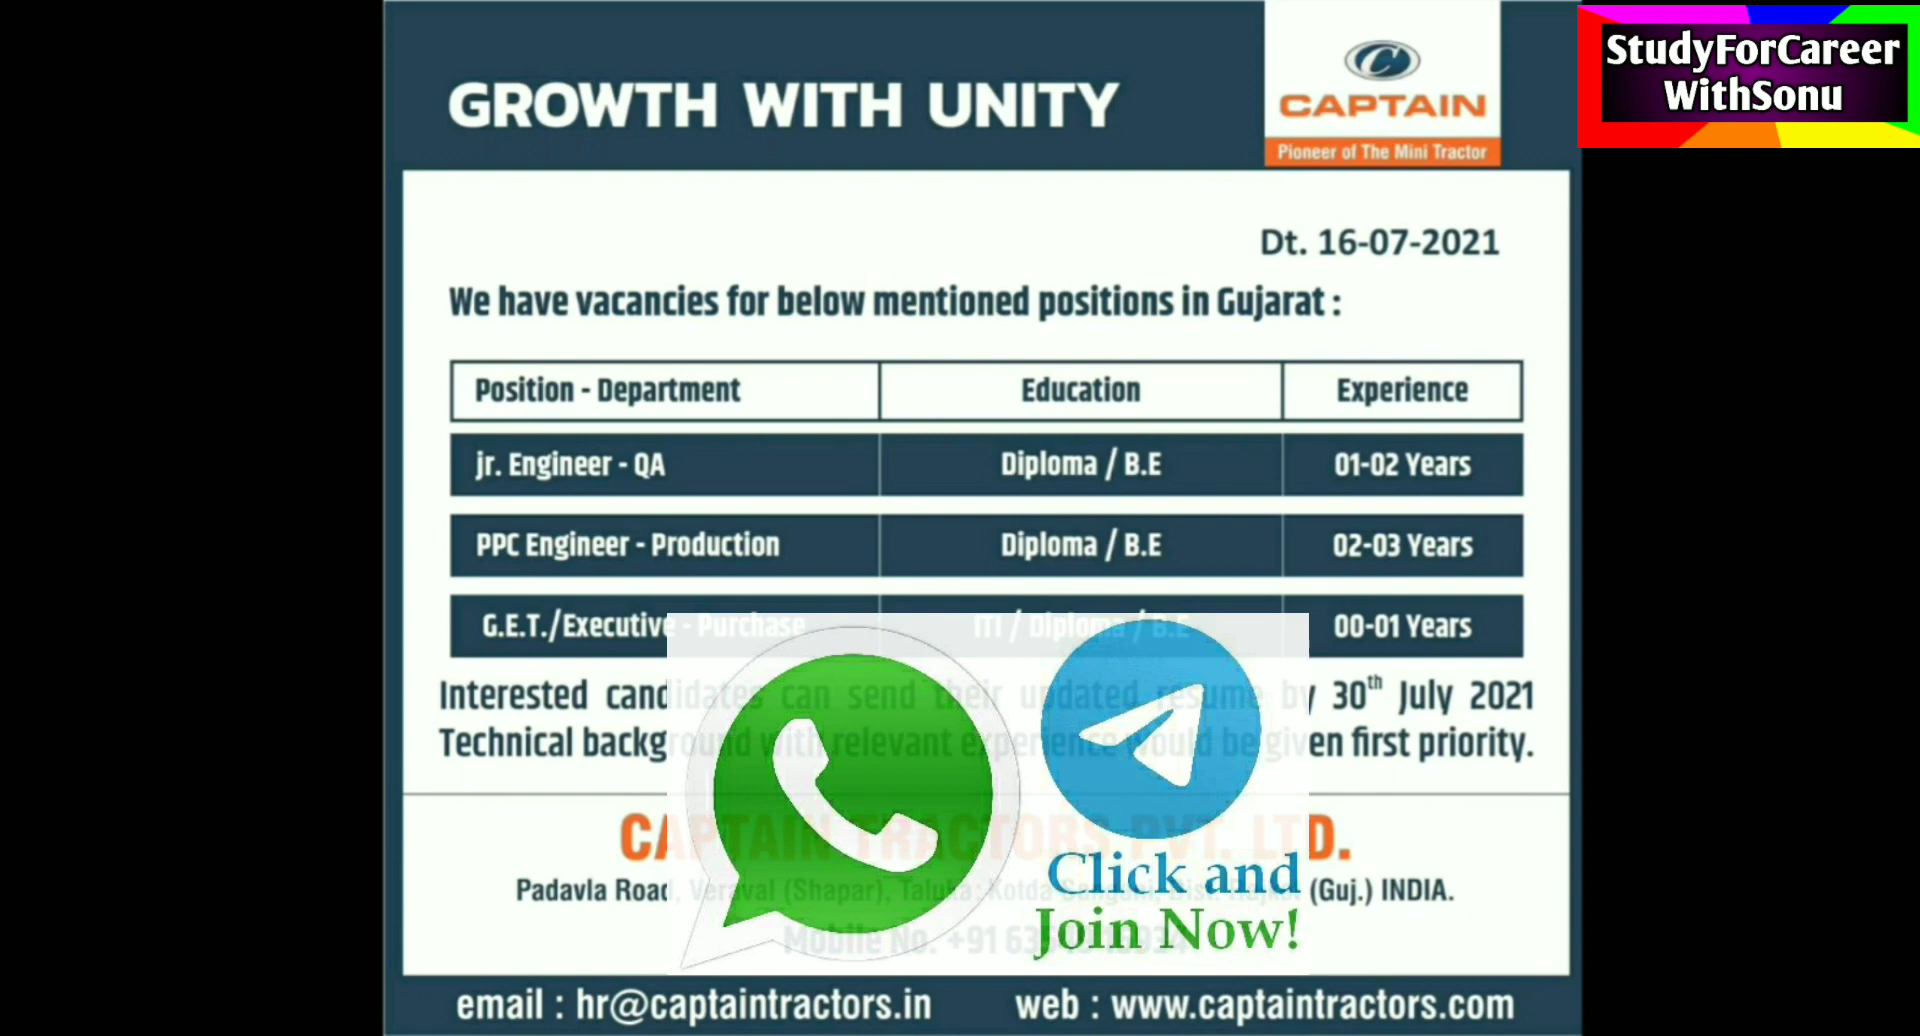 StudyForCareer
WithSonu
GROWTH WITH UNITY
C
CAPTAIN
Pioneer of The Mini Tractor
Dt. 16-07-2021
We have vacancies for below mentioned positions in Gujarat :
Position - Department Education Experience
jr. Engineer - QA Diploma / B.E 01-02 Years
PPC Engineer - Production Diploma / B.E 02-03 Years
G.E.T./Executive - Purchase ITI / Diploma / B.E 00-01 Years
Interested candidates can send their updated resume by 30th July 2021
Technical background with relevant experience would be given first priority.
CAPTAIN TRACTORS PVT. LTD.
Padavla Road, Veraval (Shapar), Taluka: Kotda (Guj.) INDIA.
Mobile No. +91
Click and
Join Now!
email : hr@captaintractors.in web : www.captaintractors.com